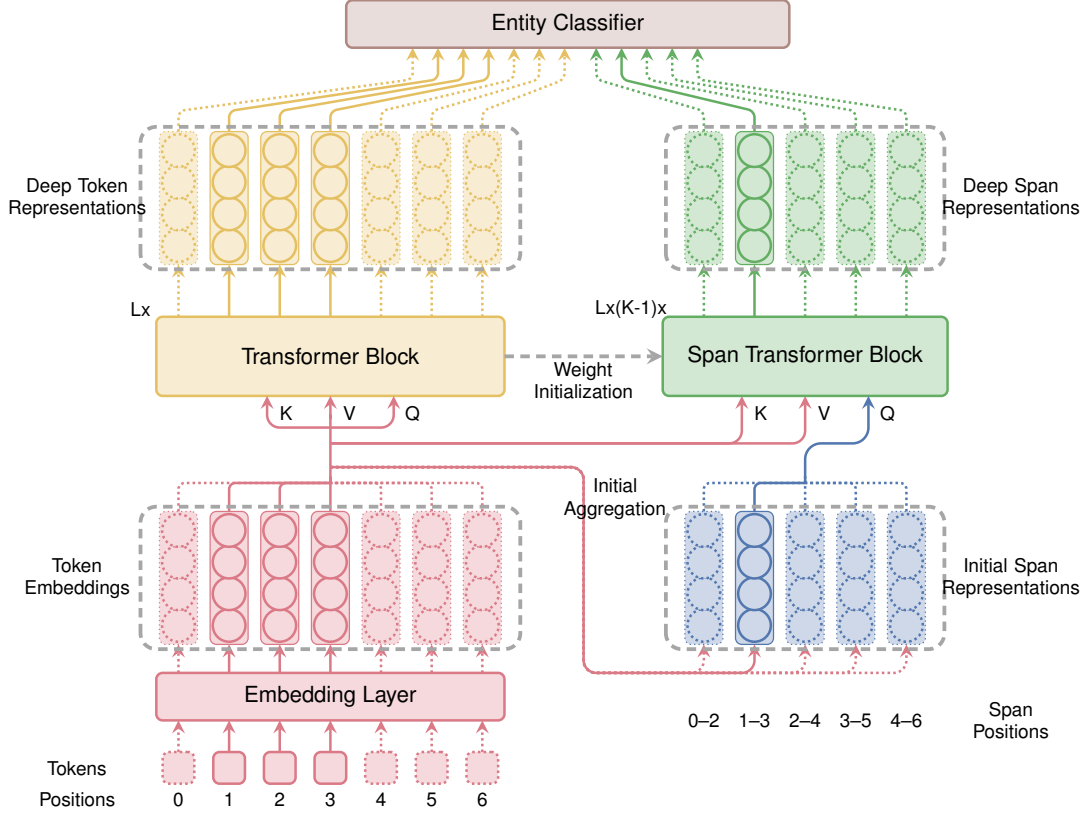 Entity Classifier
Deep Token
Representations
Deep Span
Representations
Lx
Lx(K-1)x
Transformer Block
Span Transformer Block
Weight
Initialization
K V Q
K V Q
Initial
Aggregation
Token
Embeddings
Initial Span
Representations
Embedding Layer
0–2 1–3 2–4 3–5 4–6
Span
Positions
Tokens
Positions 0 1 2 3 4 5 6